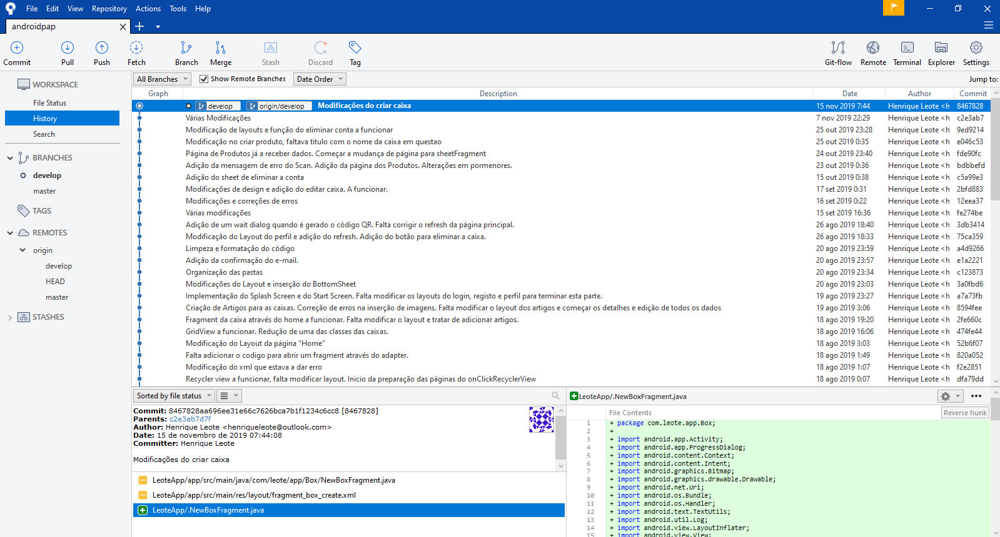 File Edit View Repository Actions Tools Help
androidpap
Commit Pull Push Fetch Branch Merge Stash Discard Tag Git-flow Remote Terminal Explorer Settings
WORKSPACE
File Status
History
Search
BRANCHES
develop
master
TAGS
REMOTES
origin
develop
HEAD
master
STASHES
All Branches Show Remote Branches Date Order Jump to:
Graph Description Date Author Commit
develop origin/develop Modificações do criar caixa 15 nov 2019 7:44 Henrique Leote <h 8467828
Várias Modificações 7 nov 2019 22:29 Henrique Leote <h c2e3ab7
Modificação de layouts e função do eliminar conta a funcionar 25 out 2019 23:28 Henrique Leote <h 9ed9214
Modificação no criar produto, faltava titulo com o nome da caixa em questao 25 out 2019 0:35 Henrique Leote <h e046c53
Página de Produtos já a receber dados. Começar a mudança de página para sheetFragment 24 out 2019 23:40 Henrique Leote <h fde90fc
Adição da mensagem de erro do Scan. Adição da página dos Produtos. Alterações em pormenores. 23 out 2019 0:36 Henrique Leote <h bdbbefd
Adição do sheet de eliminar a conta 15 out 2019 0:38 Henrique Leote <h c5a99e3
Modificações de design e adição do editar caixa. A funcionar. 17 set 2019 0:31 Henrique Leote <h 2bfd883
Modificações e correções de erros 16 set 2019 0:22 Henrique Leote <h 12eea37
Várias modificações 15 set 2019 16:36 Henrique Leote <h fe274be
Adição de um wait dialog quando é gerado o código QR. Falta corrigir o refresh da página principal. 26 ago 2019 18:40 Henrique Leote <h 3db3414
Modificação do Layout do perfil e adição do refresh. Adição do botão para eliminar a caixa. 26 ago 2019 18:33 Henrique Leote <h 75ca359
Limpeza e formatação do código 20 ago 2019 23:59 Henrique Leote <h a4d9266
Adição da confirmação do e-mail. 20 ago 2019 23:57 Henrique Leote <h e1a2221
Organização das pastas 20 ago 2019 23:34 Henrique Leote <h c123873
Modificações do Layout e inserção do BottomSheet 20 ago 2019 23:03 Henrique Leote <h 3a0fbd6
Implementação do Splash Screen e do Start Screen. Falta modificar os layouts do login, registo e perfil para terminar esta parte. 19 ago 2019 23:27 Henrique Leote <h a7a73fb
Criação de Artigos para as caixas. Correção de erros na inserção de imagens. Falta modificar o layout dos artigos e começar os detalhes e edição de todos os dados 19 ago 2019 3:06 Henrique Leote <h 8594fee
Fragment da caixa através do home a funcionar. Falta modificar o layout e tratar de adicionar artigos. 18 ago 2019 19:20 Henrique Leote <h 2fe660c
GridView a funcionar. Redução de uma das classes das caixas. 18 ago 2019 16:06 Henrique Leote <h 474fe44
Modificação do Layout da página "Home" 18 ago 2019 3:03 Henrique Leote <h 52b6f07
Falta adicionar o codigo para abrir um fragment através do adapter. 18 ago 2019 1:49 Henrique Leote <h 820a052
Modificação do xml que estava a dar erro 18 ago 2019 1:07 Henrique Leote <h f2e2851
Recycler view a funcionar, falta modificar layout. Inicio da preparação das páginas do onClickRecyclerView 18 ago 2019 0:07 Henrique Leote <h dfa79dd
Sorted by file status
Commit: 8467828aa696ee31e66c7626bca7b1f1234c6cc8 [8467828]
Parents: c2e3ab7d7f
Author: Henrique Leote <henriqueleote@outlook.com>
Date: 15 de novembro de 2019 07:44:08
Committer: Henrique Leote
Modificações do criar caixa
LeoteApp/app/src/main/java/com/leote/app/Box/NewBoxFragment.java
LeoteApp/app/src/main/res/layout/fragment_box_create.xml
LeoteApp/.NewBoxFragment.java
LeoteApp/.NewBoxFragment.java
File Contents Reverse hunk
1 + package com.leote.app.Box;
2 +
3 + import android.app.Activity;
4 + import android.app.ProgressDialog;
5 + import android.content.Context;
6 + import android.content.Intent;
7 + import android.graphics.Bitmap;
8 + import android.graphics.drawable.Drawable;
9 + import android.net.Uri;
10 + import android.os.Bundle;
11 + import android.os.Handler;
12 + import android.text.TextUtils;
13 + import android.util.Log;
14 + import android.view.LayoutInflater;
15 + import android.view.View;